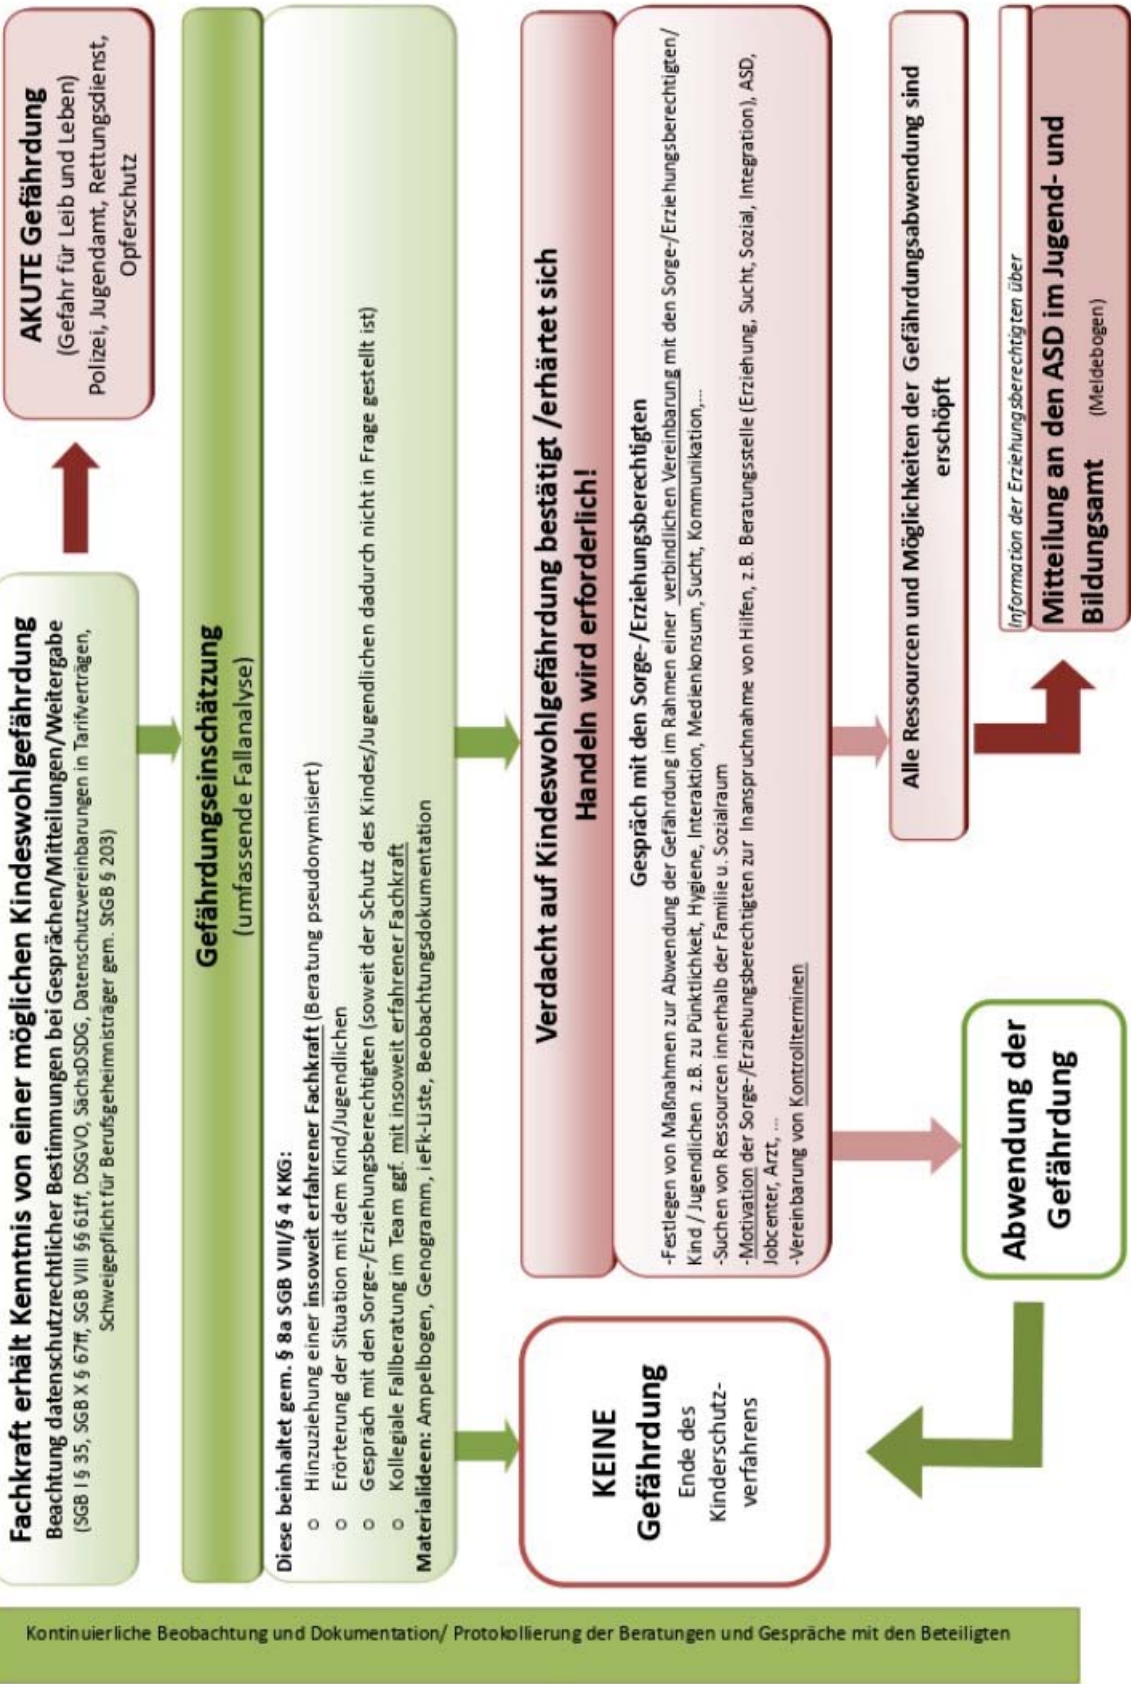 Fachkraft erhält Kenntnis von einer möglichen Kindeswohlgefährdung
Beachtung datenschutzrechtlicher Bestimmungen bei Gesprächen/Mitteilungen/Weitergabe
(SGB I § 35, SGB X § 67ff, SGB VIII §§ 61ff, DSGVO, SächsDSDG, Datenschutzvereinbarungen in Tarifverträgen,
Schweigepflicht für Berufsgeheimnisträger gem. StGB § 203)
AKUTE Gefährdung
(Gefahr für Leib und Leben)
Polizei, Jugendamt, Rettungsdienst,
Opferschutz
Gefährdungseinschätzung
(umfassende Fallanalyse)
Diese beinhaltet gem. § 8a SGB VIII/§ 4 KKG:
○ Hinzuziehung einer insoweit erfahrener Fachkraft (Beratung pseudonymisiert)
○ Erörterung der Situation mit dem Kind/Jugendlichen
○ Gespräch mit den Sorge-/Erziehungsberechtigten (soweit der Schutz des Kindes/Jugendlichen dadurch nicht in Frage gestellt ist)
○ Kollegiale Fallberatung im Team ggf. mit insoweit erfahrener Fachkraft
Materialideen: Ampelbogen, Genogramm, ieFk-Liste, Beobachtungsdokumentation
KEINE
Gefährdung
Ende des
Kinderschutz-
verfahrens
Verdacht auf Kindeswohlgefährdung bestätigt /erhärtet sich
Handeln wird erforderlich!
Gespräch mit den Sorge-/Erziehungsberechtigten
-Festlegen von Maßnahmen zur Abwendung der Gefährdung im Rahmen einer verbindlichen Vereinbarung mit den Sorge-/Erziehungsberechtigten/
Kind / Jugendlichen z.B. zu Pünktlichkeit, Hygiene, Interaktion, Medienkonsum, Sucht, Kommunikation,...
-Suchen von Ressourcen innerhalb der Familie u. Sozialraum
-Motivation der Sorge-/Erziehungsberechtigten zur Inanspruchnahme von Hilfen, z.B. Beratungsstelle (Erziehung, Sucht, Sozial, Integration), ASD,
Jobcenter, Arzt, ...
-Vereinbarung von Kontrollterminen
Abwendung der
Gefährdung
Alle Ressourcen und Möglichkeiten der Gefährdungsabwendung sind
erschöpft
Information der Erziehungsberechtigten über
Mitteilung an den ASD im Jugend- und
Bildungsamt (Meldebogen)
Kontinuierliche Beobachtung und Dokumentation/ Protokollierung der Beratungen und Gespräche mit den Beteiligten